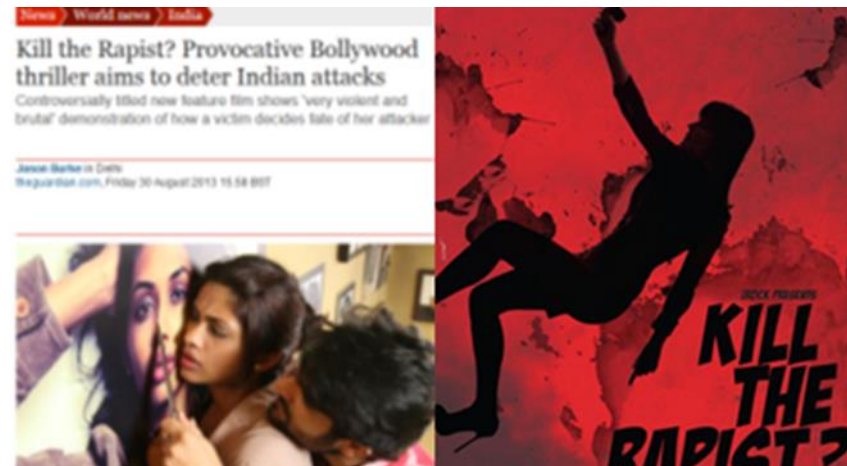 News World news India
Kill the Rapist? Provocative Bollywood
thriller aims to deter Indian attacks
Controversially titled new feature film shows 'very violent and
brutal' demonstration of how a victim decides fate of her attacker
Jason Burke in Delhi
theguardian.com, Friday 30 August 2013 15.58 BST
PRESENTS
KILL
THE
RAPIST?